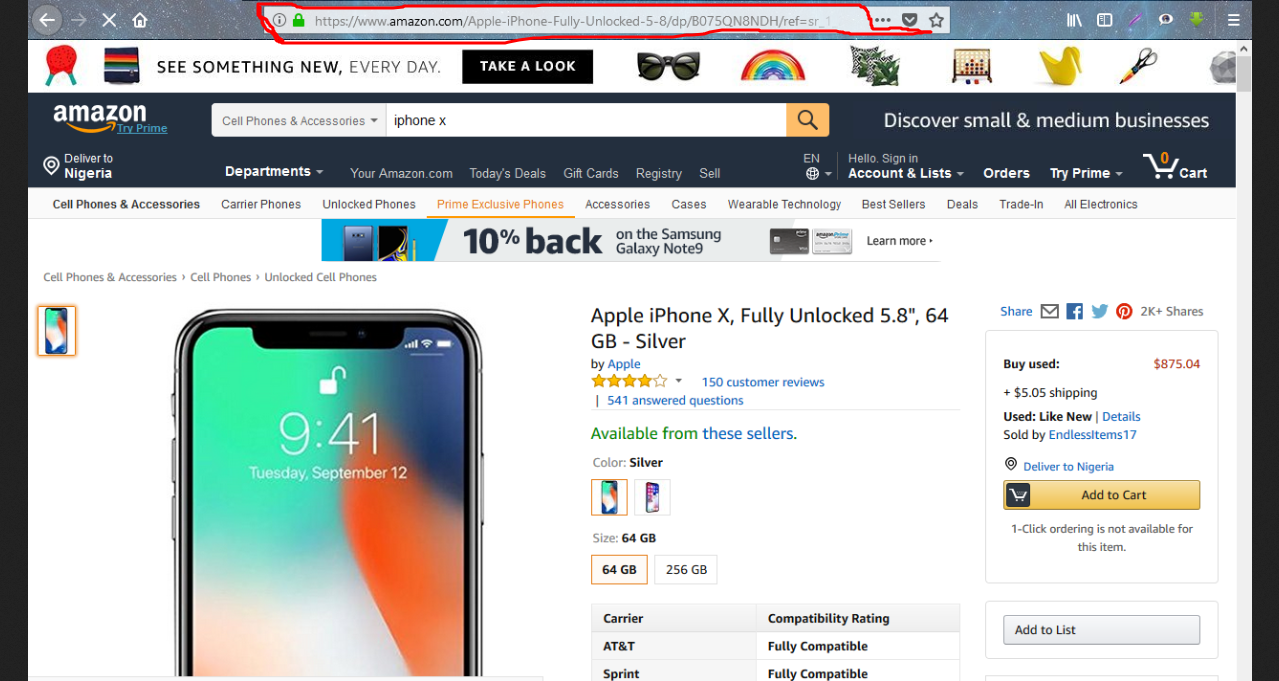 https://www.amazon.com/Apple-iPhone-Fully-Unlocked-5-8/dp/B075QN8NDH/ref=sr_1
SEE SOMETHING NEW, EVERY DAY. TAKE A LOOK
amazon
Try Prime
Cell Phones & Accessories
iphone x
Discover small & medium businesses
Deliver to
Nigeria
Departments
Your Amazon.com
Today's Deals
Gift Cards
Registry
Sell
EN
Hello. Sign in
Account & Lists
Orders
Try Prime
0
Cart
Cell Phones & Accessories
Carrier Phones
Unlocked Phones
Prime Exclusive Phones
Accessories
Cases
Wearable Technology
Best Sellers
Deals
Trade-In
All Electronics
10% back
on the Samsung
Galaxy Note9
Learn more ›
Cell Phones & Accessories › Cell Phones › Unlocked Cell Phones
9:41
Tuesday, September 12
Apple iPhone X, Fully Unlocked 5.8", 64
GB - Silver
by Apple
150 customer reviews
| 541 answered questions
Available from these sellers.
Color: Silver
Size: 64 GB
64 GB
256 GB
Carrier
Compatibility Rating
AT&T
Fully Compatible
Sprint
Fully Compatible
Share
2K+ Shares
Buy used:
$875.04
+ $5.05 shipping
Used: Like New | Details
Sold by EndlessItems17
Deliver to Nigeria
Add to Cart
1-Click ordering is not available for
this item.
Add to List